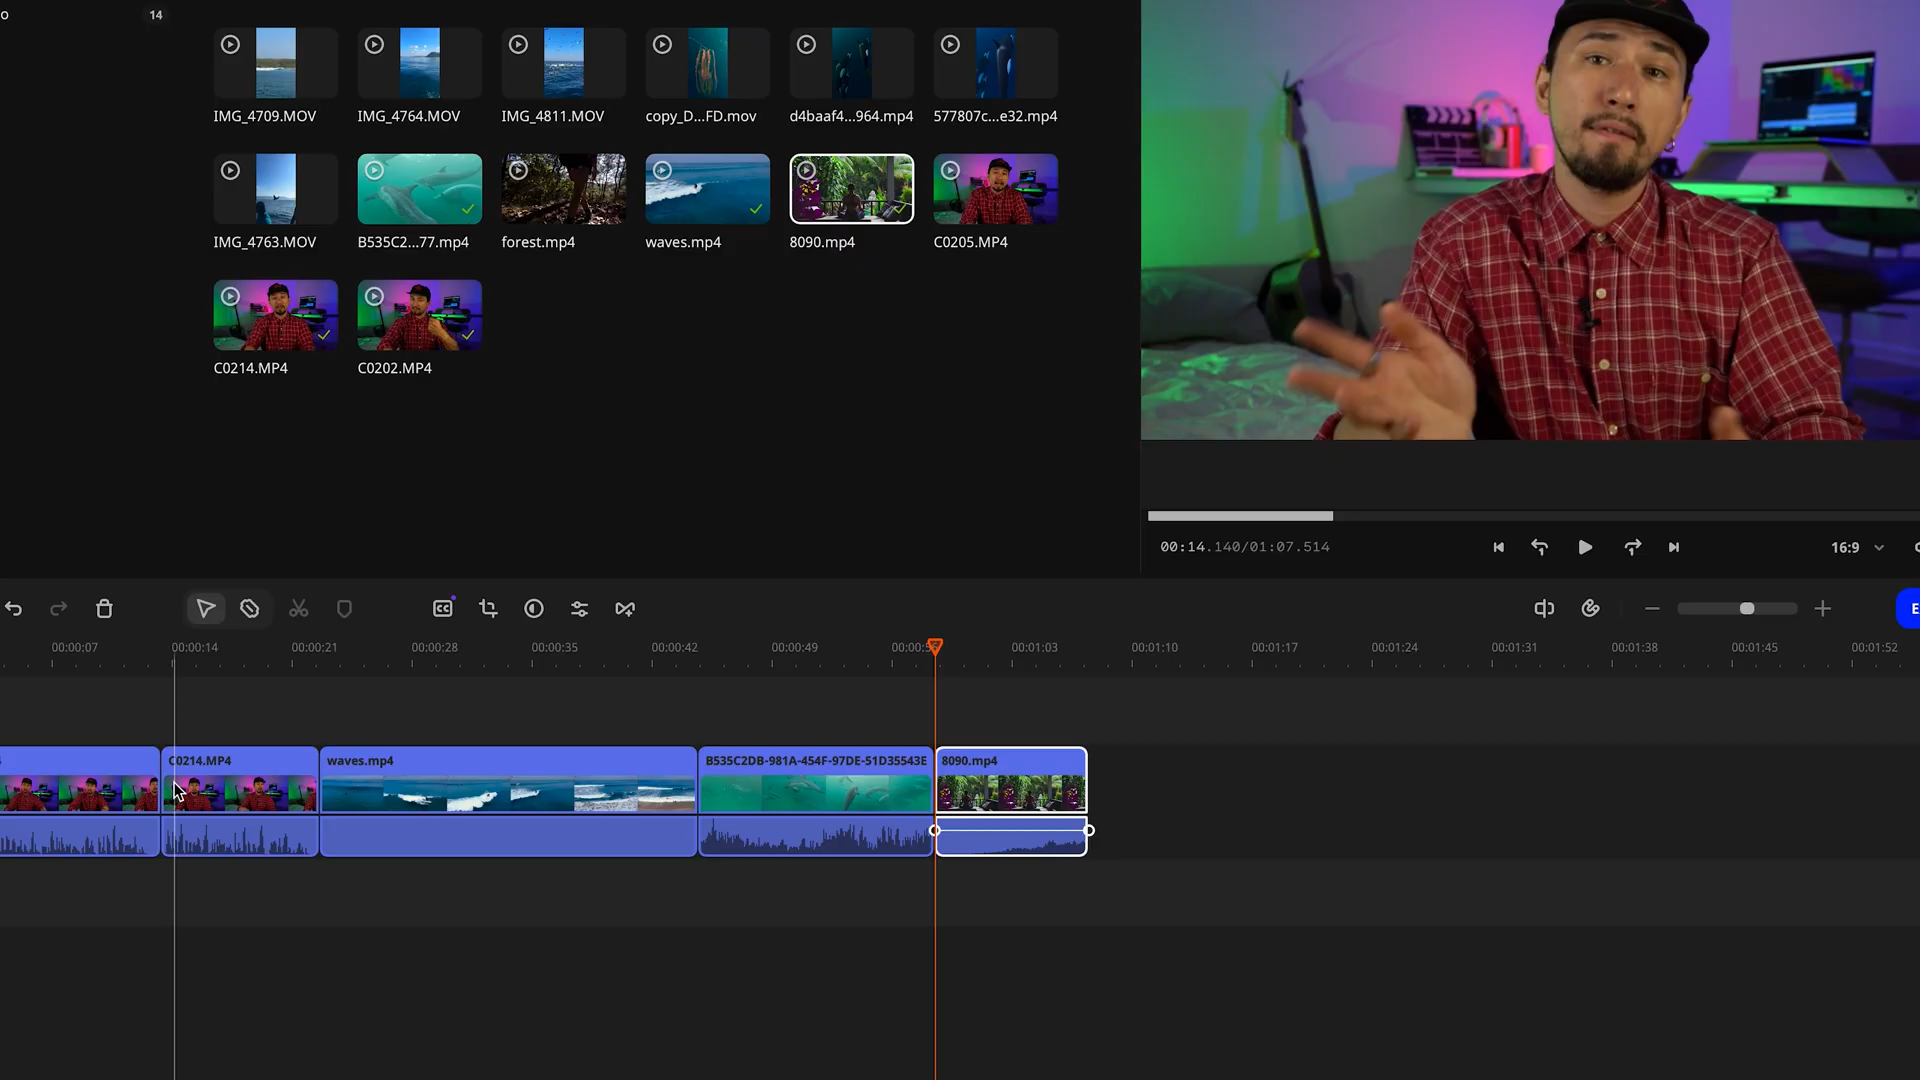 o 14
IMG_4709.MOV IMG_4764.MOV IMG_4811.MOV copy_D...FD.mov d4baaf4...964.mp4 577807c...e32.mp4
IMG_4763.MOV B535C2...77.mp4 forest.mp4 waves.mp4 8090.mp4 C0205.MP4
C0214.MP4 C0202.MP4
00:14.140/01:07.514 16:9
CC E
00:00:07 00:00:14 00:00:21 00:00:28 00:00:35 00:00:42 00:00:49 00:01:03 00:01:10 00:01:17 00:01:24 00:01:31 00:01:38 00:01:45 00:01:52
C0214.MP4 waves.mp4 B535C2DB-981A-454F-97DE-51D35543E 8090.mp4